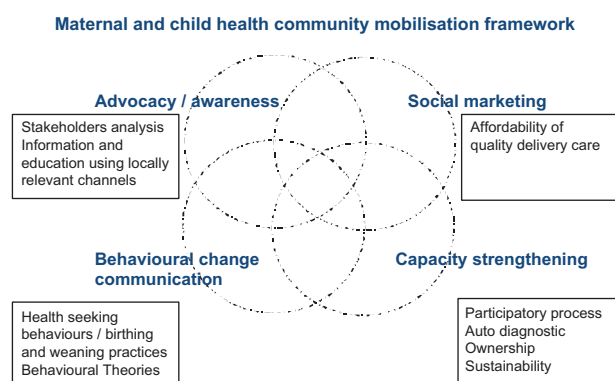 Maternal and child health community mobilisation framework
Advocacy / awareness
Social marketing
Stakeholders analysis
Information and
education using locally
relevant channels
Affordability of
quality delivery care
Behavioural change
communication
Capacity strengthening
Health seeking
behaviours / birthing
and weaning practices
Behavioural Theories
Participatory process
Auto diagnostic
Ownership
Sustainability